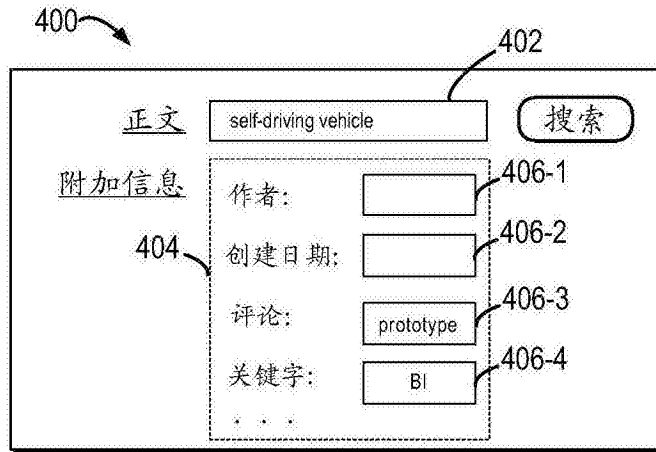 400
402
正文 self-driving vehicle 搜索
附加信息
作者: 406-1
404 创建日期: 406-2
评论: prototype 406-3
关键字: BI 406-4
. . .